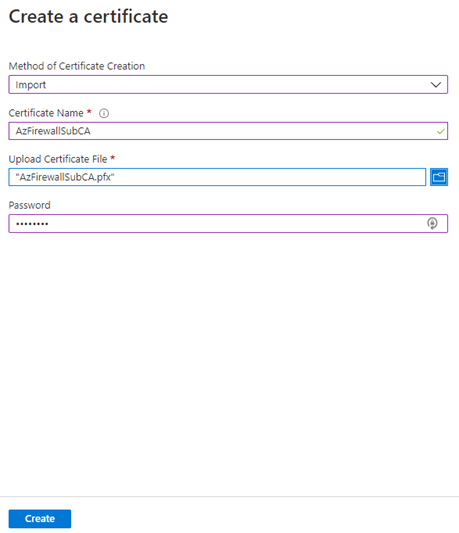 Create a certificate
Method of Certificate Creation
Import
Certificate Name *
AzFirewallSubCA
Upload Certificate File *
"AzFirewallSubCA.pfx"
Password
••••••••
Create